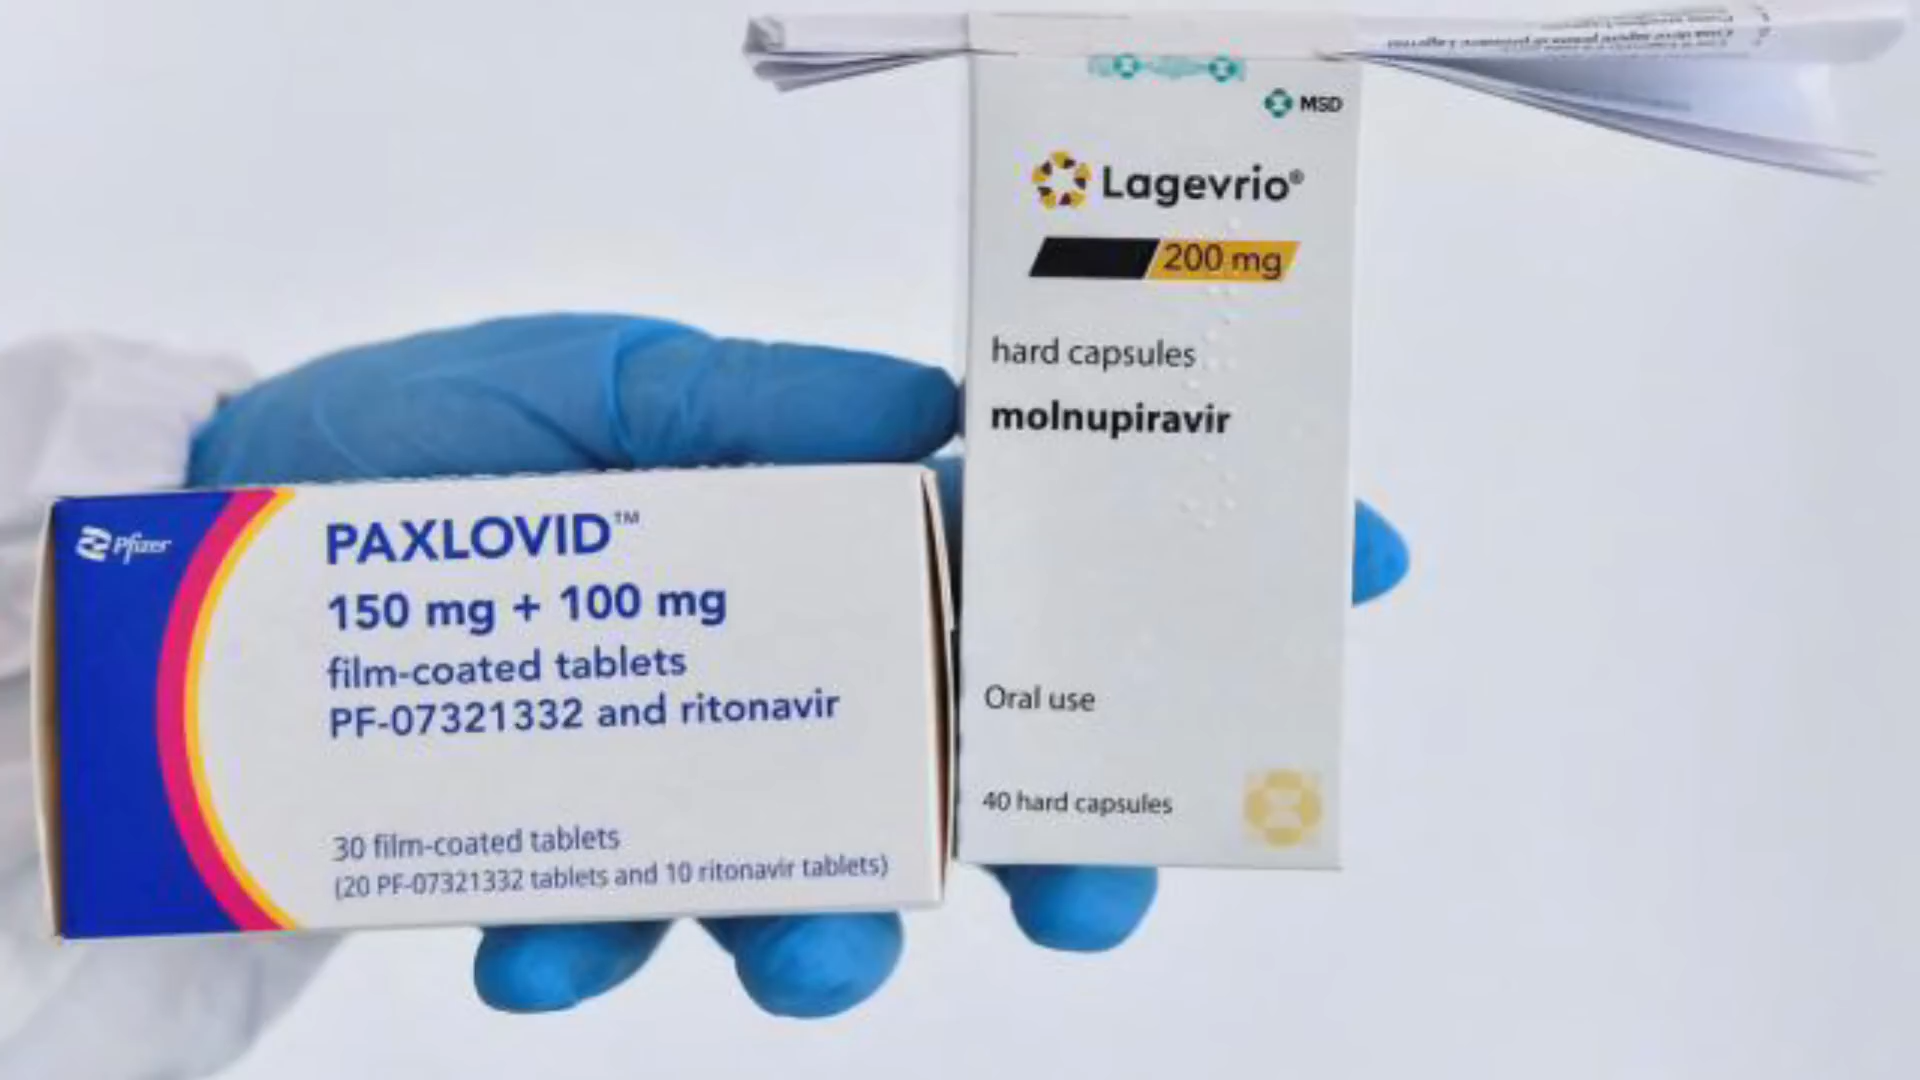 Pfizer
PAXLOVID™
150 mg + 100 mg
film-coated tablets
PF-07321332 and ritonavir
30 film-coated tablets
(20 PF-07321332 tablets and 10 ritonavir tablets)
MSD
Lagevrio®
200 mg
hard capsules
molnupiravir
Oral use
40 hard capsules